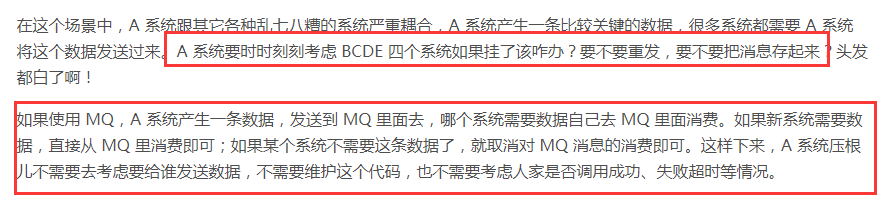 在这个场景中，A 系统跟其它各种乱七八糟的系统严重耦合，A 系统产生一条比较关键的数据，很多系统都需要 A 系统
将这个数据发送过来。A 系统要时时刻刻考虑 BCDE 四个系统如果挂了该咋办？要不要重发，要不要把消息存起来？头发
都白了啊！
如果使用 MQ，A 系统产生一条数据，发送到 MQ 里面去，哪个系统需要数据自己去 MQ 里面消费。如果新系统需要数
据，直接从 MQ 里消费即可；如果某个系统不需要这条数据了，就取消对 MQ 消息的消费即可。这样下来，A 系统压根
儿不需要去考虑要给谁发送数据，不需要维护这个代码，也不需要考虑人家是否调用成功、失败超时等情况。